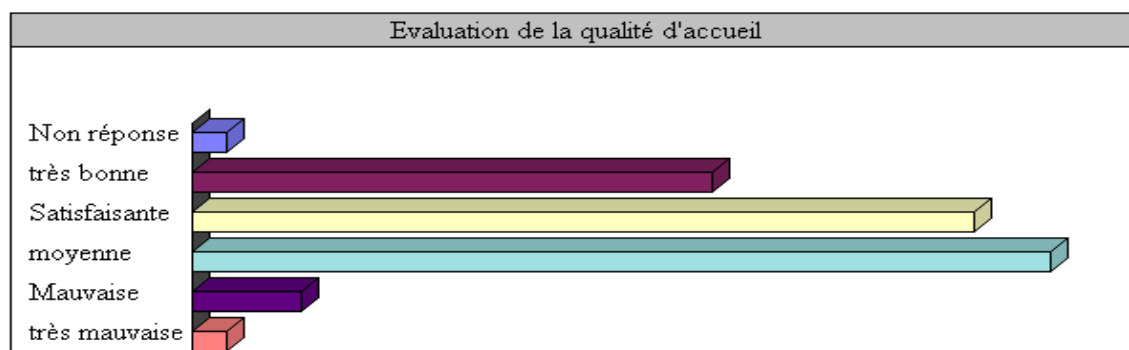 Evaluation de la qualité d'accueil
Non réponse
très bonne
Satisfaisante
moyenne
Mauvaise
très mauvaise